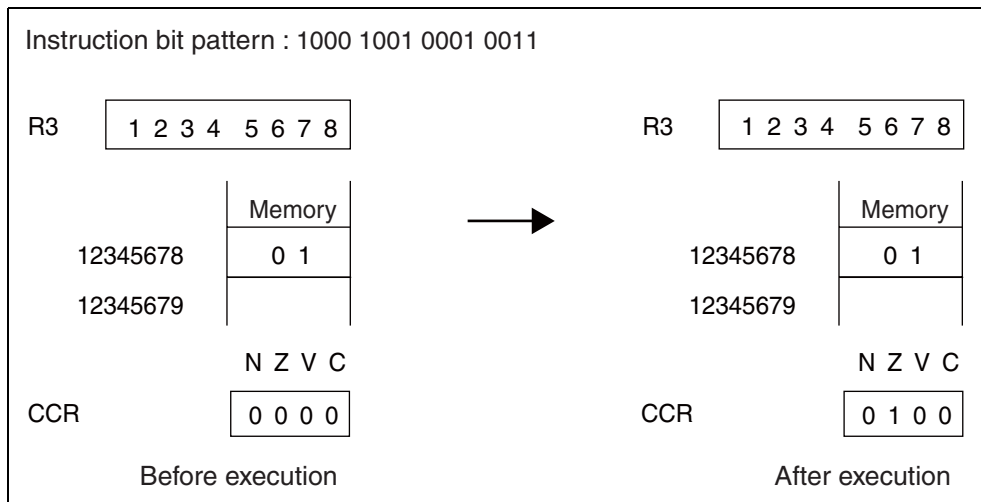 Instruction bit pattern : 1000 1001 0001 0011
R3 1 2 3 4 5 6 7 8 R3 1 2 3 4 5 6 7 8
Memory Memory
12345678 0 1 12345678 0 1
12345679 12345679
N Z V C N Z V C
CCR 0 0 0 0 CCR 0 1 0 0
Before execution After execution